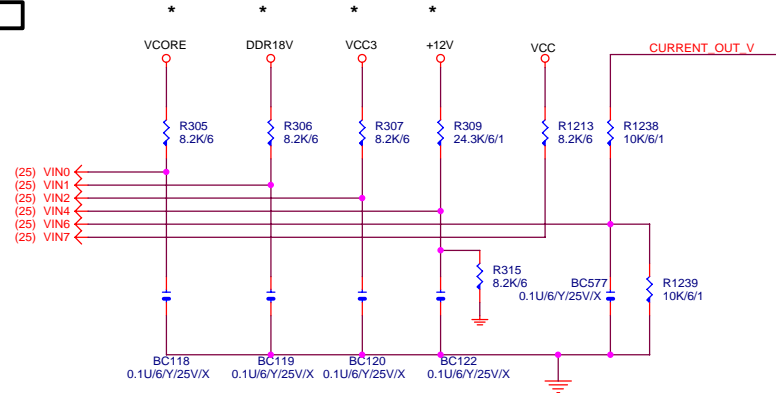 * * * *
VCORE DDR18V VCC3 +12V VCC CURRENT_OUT_V
R305 R306 R307 R309 R1213 R1238
8.2K/6 8.2K/6 8.2K/6 24.3K/6/1 8.2K/6 10K/6/1
(25) VIN0
(25) VIN1
(25) VIN2
(25) VIN4
(25) VIN6
(25) VIN7
R315
8.2K/6
BC577
0.1U/6/Y/25V/X
R1239
10K/6/1
BC118 BC119 BC120 BC122
0.1U/6/Y/25V/X 0.1U/6/Y/25V/X 0.1U/6/Y/25V/X 0.1U/6/Y/25V/X